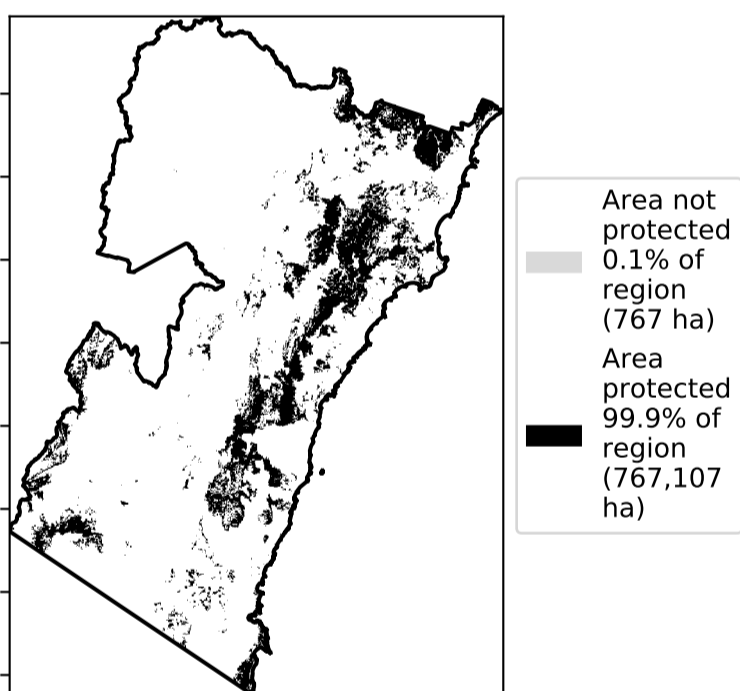 Area not
protected
0.1% of
region
(767 ha)
Area
protected
99.9% of
region
(767,107
ha)